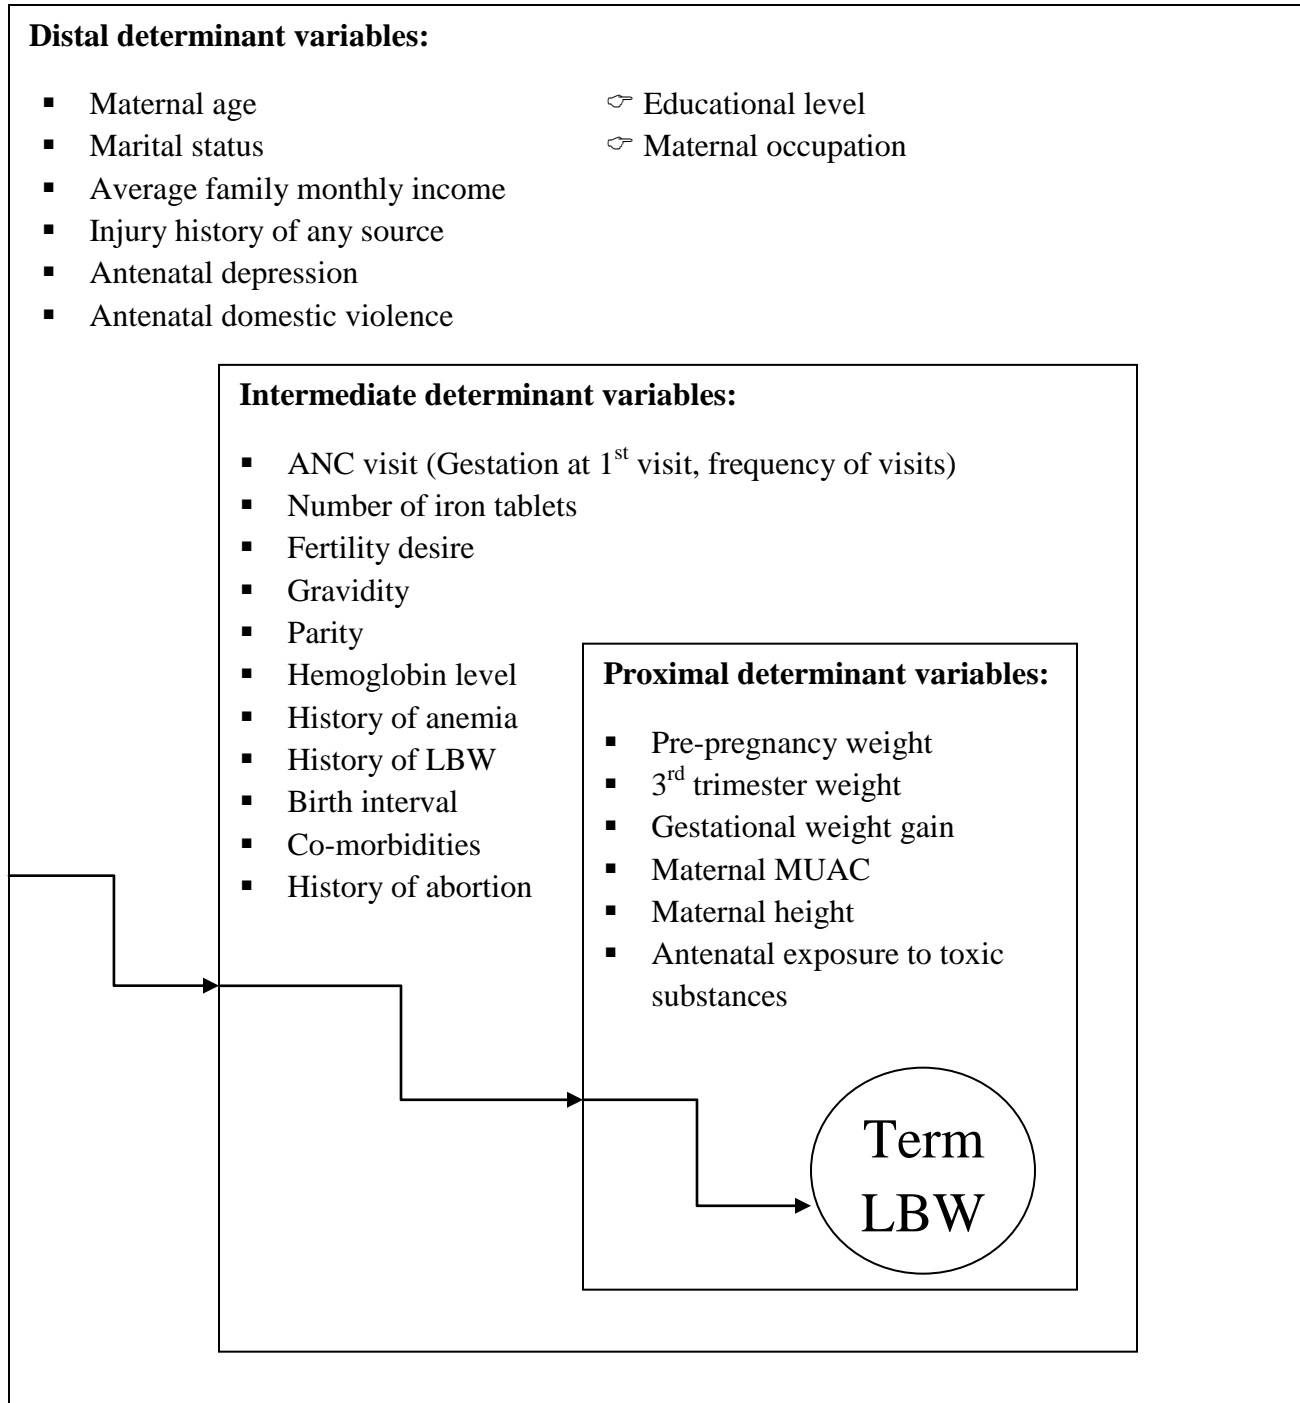 Distal determinant variables:
▪ Maternal age
☞ Educational level
▪ Marital status
☞ Maternal occupation
▪ Average family monthly income
▪ Injury history of any source
▪ Antenatal depression
▪ Antenatal domestic violence
Intermediate determinant variables:
▪ ANC visit (Gestation at 1st visit, frequency of visits)
▪ Number of iron tablets
▪ Fertility desire
▪ Gravidity
▪ Parity
▪ Hemoglobin level
▪ History of anemia
▪ History of LBW
▪ Birth interval
▪ Co-morbidities
▪ History of abortion
Proximal determinant variables:
▪ Pre-pregnancy weight
▪ 3rd trimester weight
▪ Gestational weight gain
▪ Maternal MUAC
▪ Maternal height
▪ Antenatal exposure to toxic
substances
Term
LBW